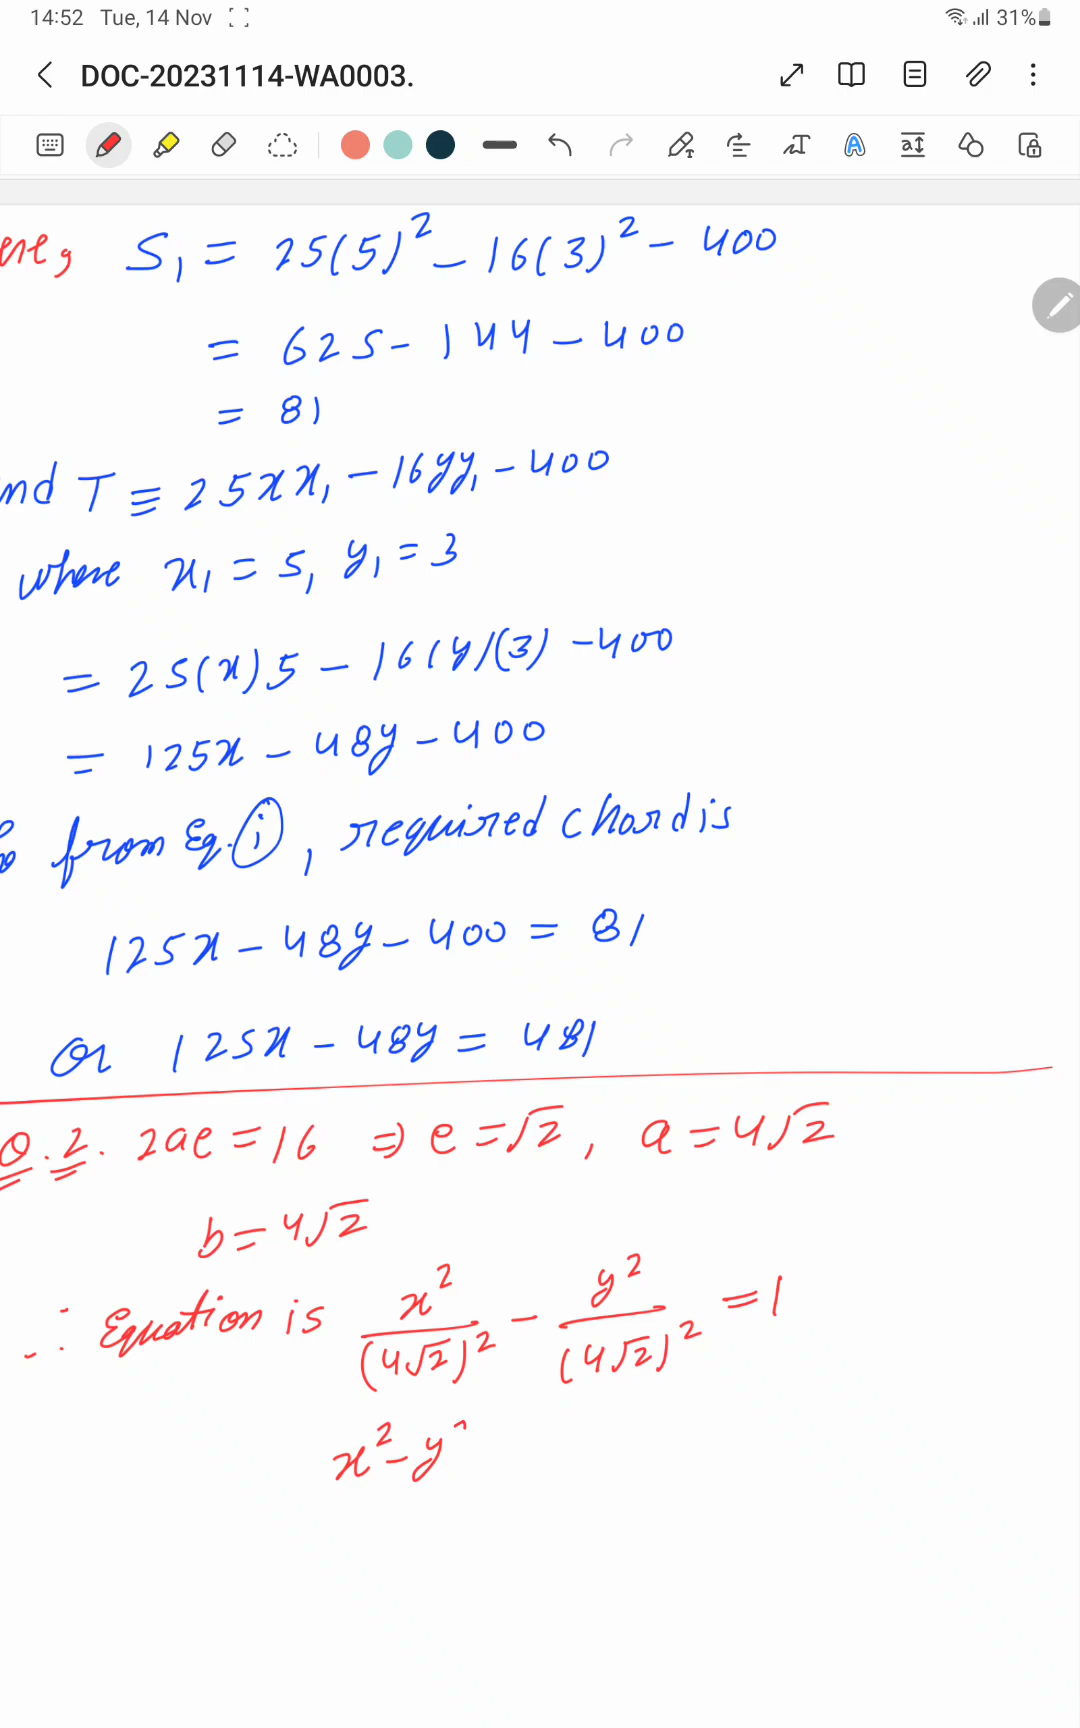 14:52 Tue, 14 Nov 31%
DOC-20231114-WA0003.
S₁ = 25(5)² - 16(3)² - 400
= 625 - 144 - 400
= 81
nd T ≡ 25xx₁ - 16yy₁ - 400
where x₁ = 5, y₁ = 3
= 25(x)5 - 16(y)(3) - 400
= 125x - 48y - 400
from Eq. (i), required chord is
125x - 48y - 400 = 81
Or 125x - 48y = 481
Q.2. 2ae = 16 ⇒ e = √2, a = 4√2
b = 4√2
∴ Equation is x²/(4√2)² - y²/(4√2)² = 1
x² - y